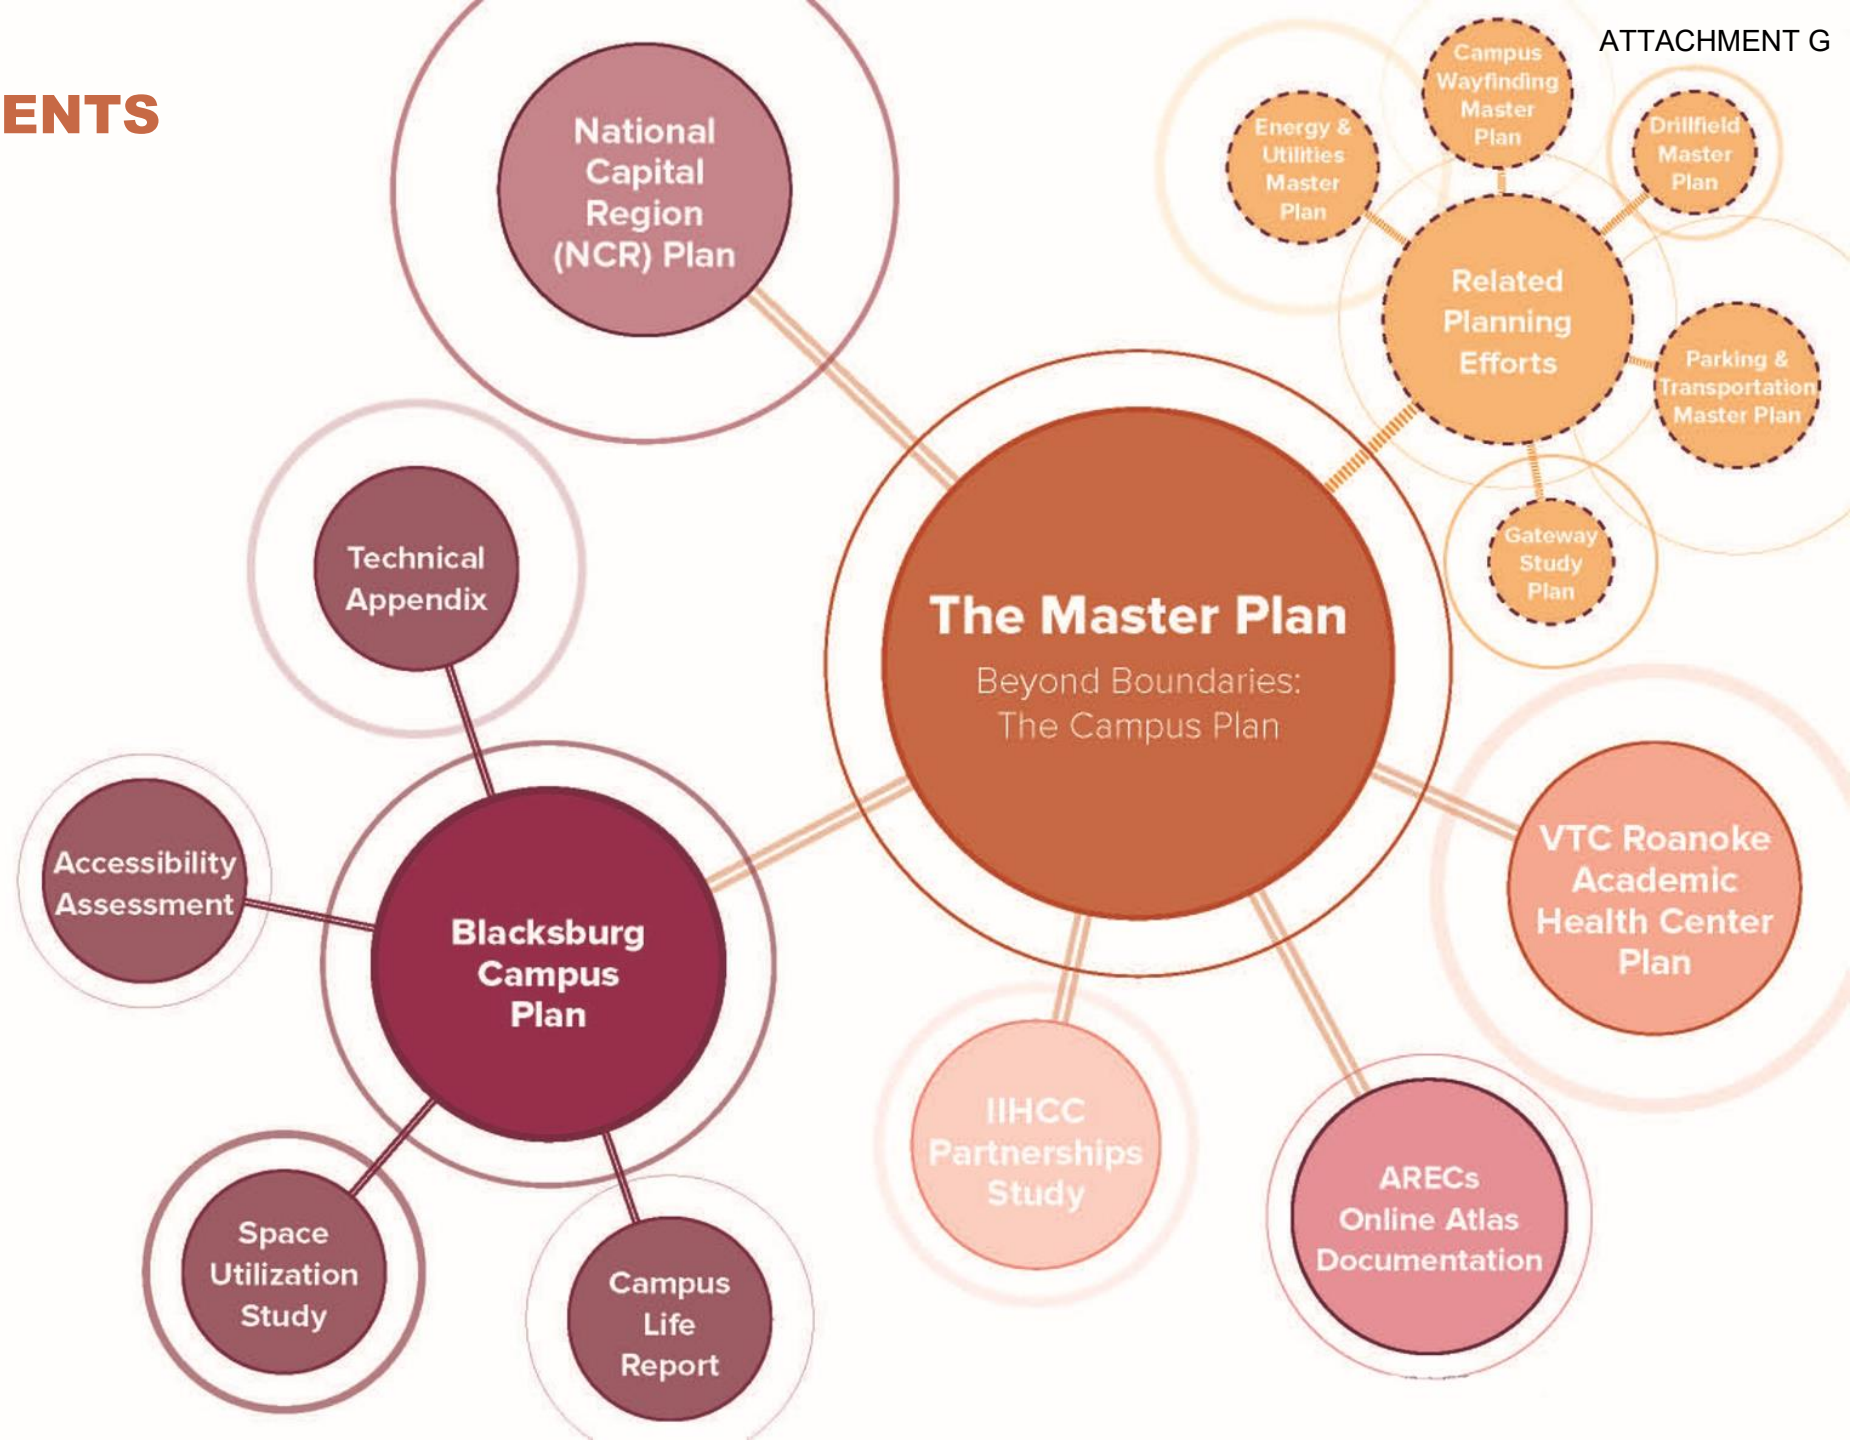 ATTACHMENT G
ENTS
National
Capital
Region
(NCR) Plan
Campus
Wayfinding
Master
Plan
Energy &
Utilities
Master
Plan
Drillfield
Master
Plan
Related
Planning
Efforts
Parking &
Transportation
Master Plan
Gateway
Study
Plan
Technical
Appendix
The Master Plan
Beyond Boundaries:
The Campus Plan
Accessibility
Assessment
Blacksburg
Campus
Plan
VTC Roanoke
Academic
Health Center
Plan
IIHCC
Partnerships
Study
ARECs
Online Atlas
Documentation
Space
Utilization
Study
Campus
Life
Report